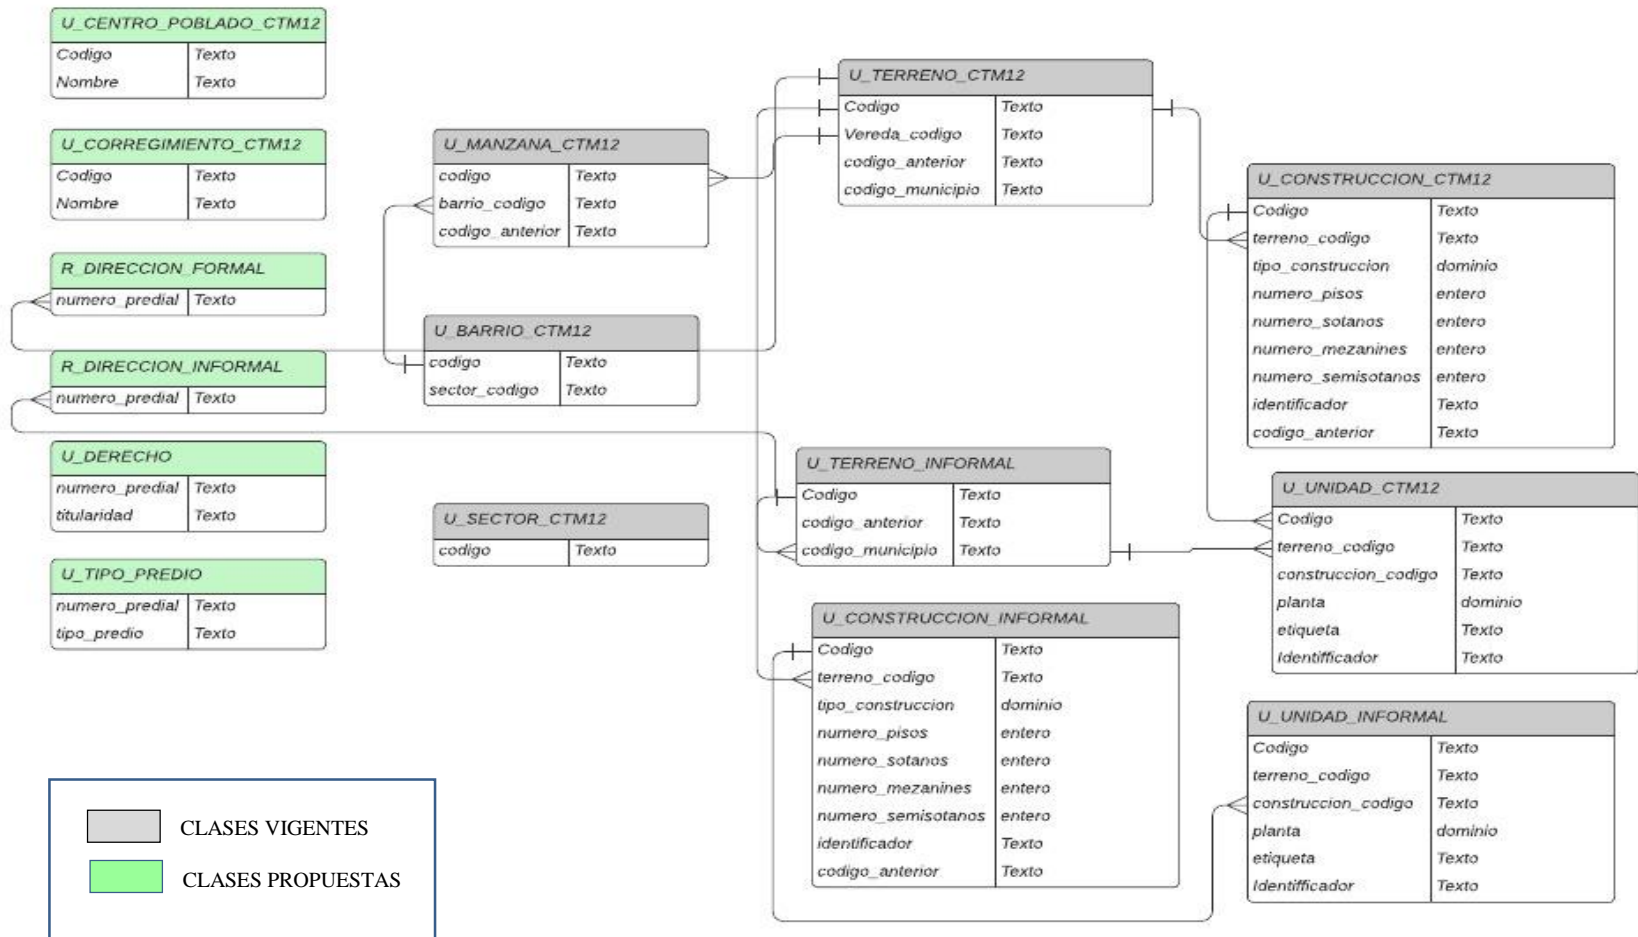 U_CENTRO_POBLADO_CTM12
Codigo Texto
Nombre Texto
U_CORREGIMIENTO_CTM12
Codigo Texto
Nombre Texto
R_DIRECCION_FORMAL
numero_predial Texto
R_DIRECCION_INFORMAL
numero_predial Texto
U_DERECHO
numero_predial Texto
titularidad Texto
U_TIPO_PREDIO
numero_predial Texto
tipo_predio Texto
U_MANZANA_CTM12
codigo Texto
barrio_codigo Texto
codigo_anterior Texto
U_BARRIO_CTM12
codigo Texto
sector_codigo Texto
U_SECTOR_CTM12
codigo Texto
U_TERRENO_CTM12
Codigo Texto
Vereda_codigo Texto
codigo_anterior Texto
codigo_municipio Texto
U_TERRENO_INFORMAL
Codigo Texto
codigo_anterior Texto
codigo_municipio Texto
U_CONSTRUCCION_INFORMAL
Codigo Texto
terreno_codigo Texto
tipo_construccion dominio
numero_pisos entero
numero_sotanos entero
numero_mezanines entero
numero_semisotanos entero
identificador Texto
codigo_anterior Texto
U_CONSTRUCCION_CTM12
Codigo Texto
terreno_codigo Texto
tipo_construccion dominio
numero_pisos entero
numero_sotanos entero
numero_mezanines entero
numero_semisotanos entero
identificador Texto
codigo_anterior Texto
U_UNIDAD_CTM12
Codigo Texto
terreno_codigo Texto
construccion_codigo Texto
planta dominio
etiqueta Texto
Identifficador Texto
U_UNIDAD_INFORMAL
Codigo Texto
terreno_codigo Texto
construccion_codigo Texto
planta dominio
etiqueta Texto
Identifficador Texto
CLASES VIGENTES
CLASES PROPUESTAS